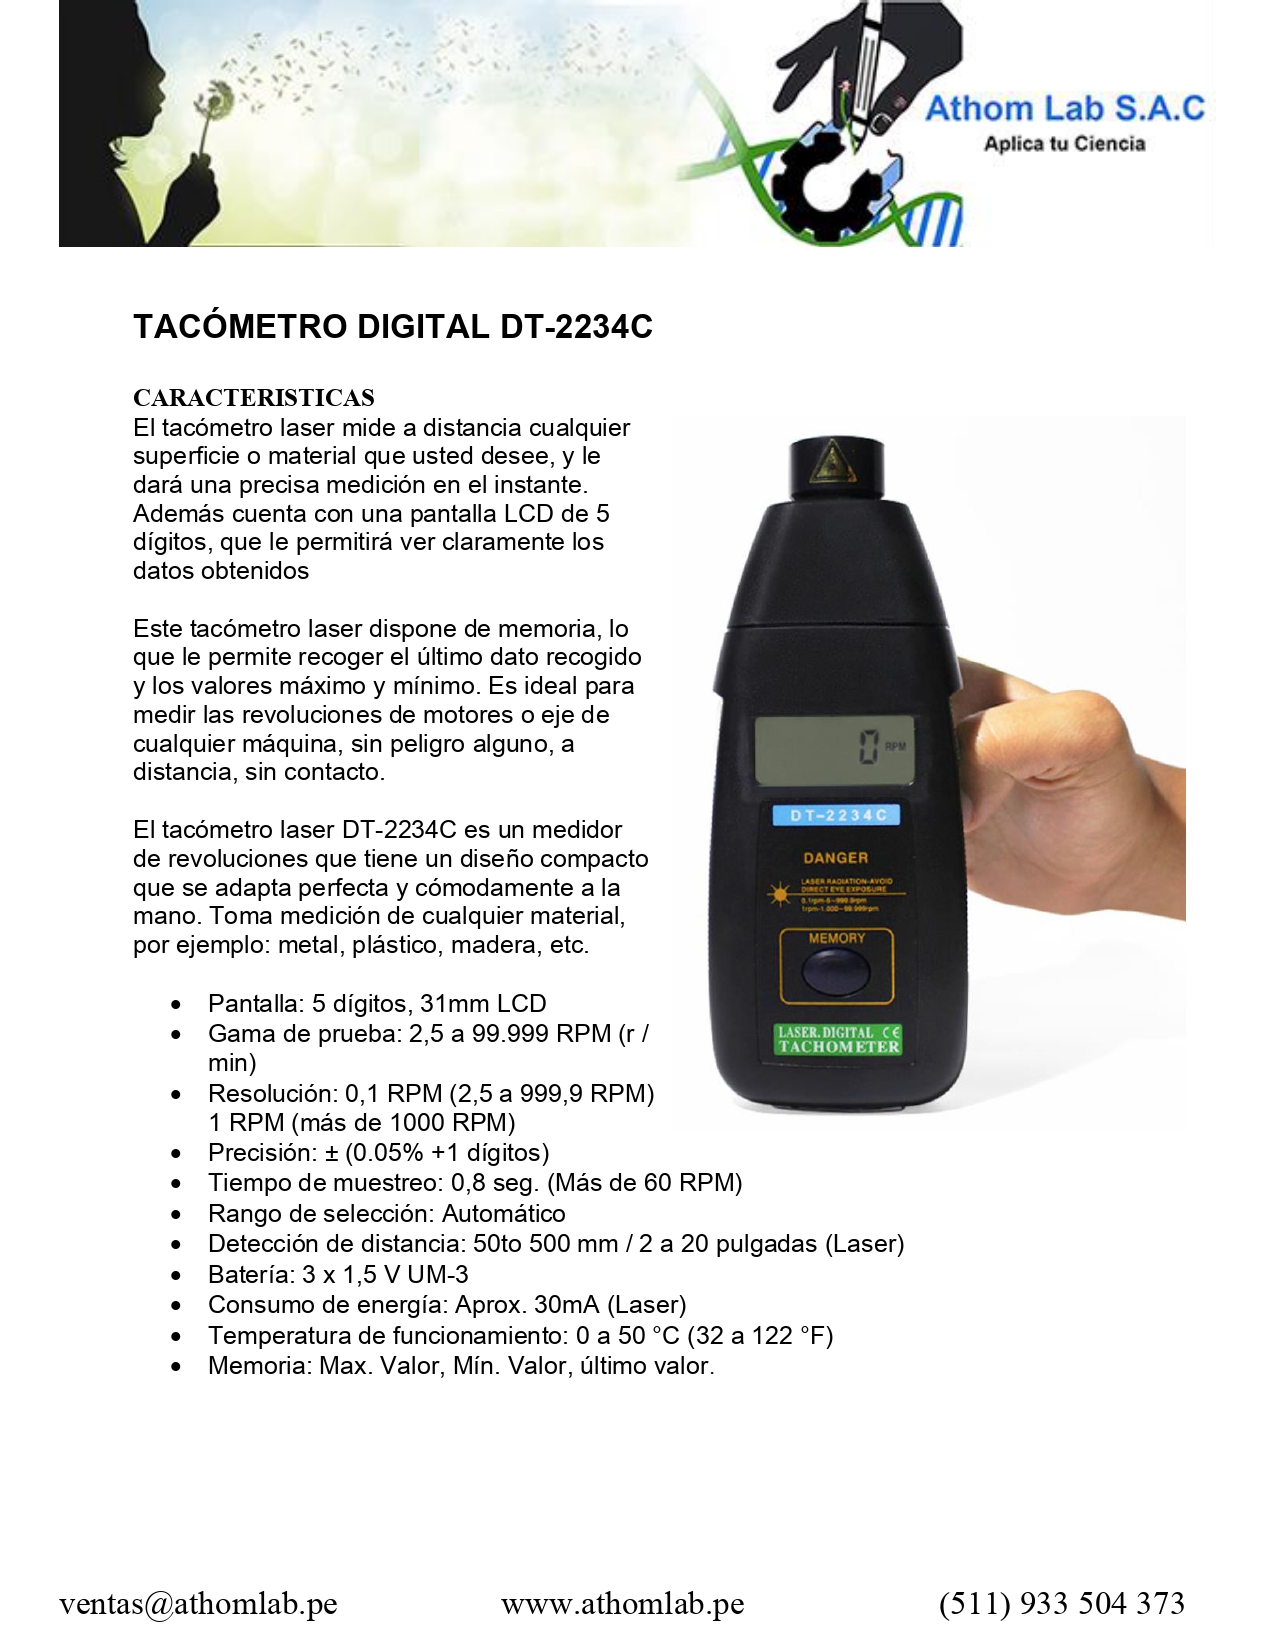 Athom Lab S.A.C
Aplica tu Ciencia
TACÓMETRO DIGITAL DT-2234C
CARACTERISTICAS
El tacómetro laser mide a distancia cualquier
superficie o material que usted desee, y le
dará una precisa medición en el instante.
Además cuenta con una pantalla LCD de 5
dígitos, que le permitirá ver claramente los
datos obtenidos
Este tacómetro laser dispone de memoria, lo
que le permite recoger el último dato recogido
y los valores máximo y mínimo. Es ideal para
medir las revoluciones de motores o eje de
cualquier máquina, sin peligro alguno, a
distancia, sin contacto.
El tacómetro laser DT-2234C es un medidor
de revoluciones que tiene un diseño compacto
que se adapta perfecta y cómodamente a la
mano. Toma medición de cualquier material,
por ejemplo: metal, plástico, madera, etc.
• Pantalla: 5 dígitos, 31mm LCD
• Gama de prueba: 2,5 a 99.999 RPM (r /
min)
• Resolución: 0,1 RPM (2,5 a 999,9 RPM)
1 RPM (más de 1000 RPM)
• Precisión: ± (0.05% +1 dígitos)
• Tiempo de muestreo: 0,8 seg. (Más de 60 RPM)
• Rango de selección: Automático
• Detección de distancia: 50to 500 mm / 2 a 20 pulgadas (Laser)
• Batería: 3 x 1,5 V UM-3
• Consumo de energía: Aprox. 30mA (Laser)
• Temperatura de funcionamiento: 0 a 50 °C (32 a 122 °F)
• Memoria: Max. Valor, Mín. Valor, último valor.
0 RPM
DT-2234C
DANGER
LASER RADIATION-AVOID
DIRECT EYE EXPOSURE
MEMORY
LASER. DIGITAL CE
TACHOMETER
ventas@athomlab.pe www.athomlab.pe (511) 933 504 373